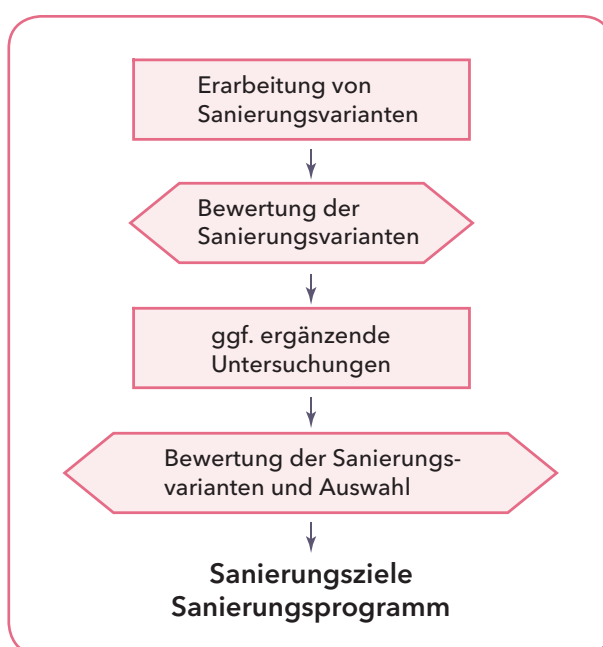 Erarbeitung von
Sanierungsvarianten
Bewertung der
Sanierungsvarianten
ggf. ergänzende
Untersuchungen
Bewertung der Sanierungs-
varianten und Auswahl
Sanierungsziele
Sanierungsprogramm